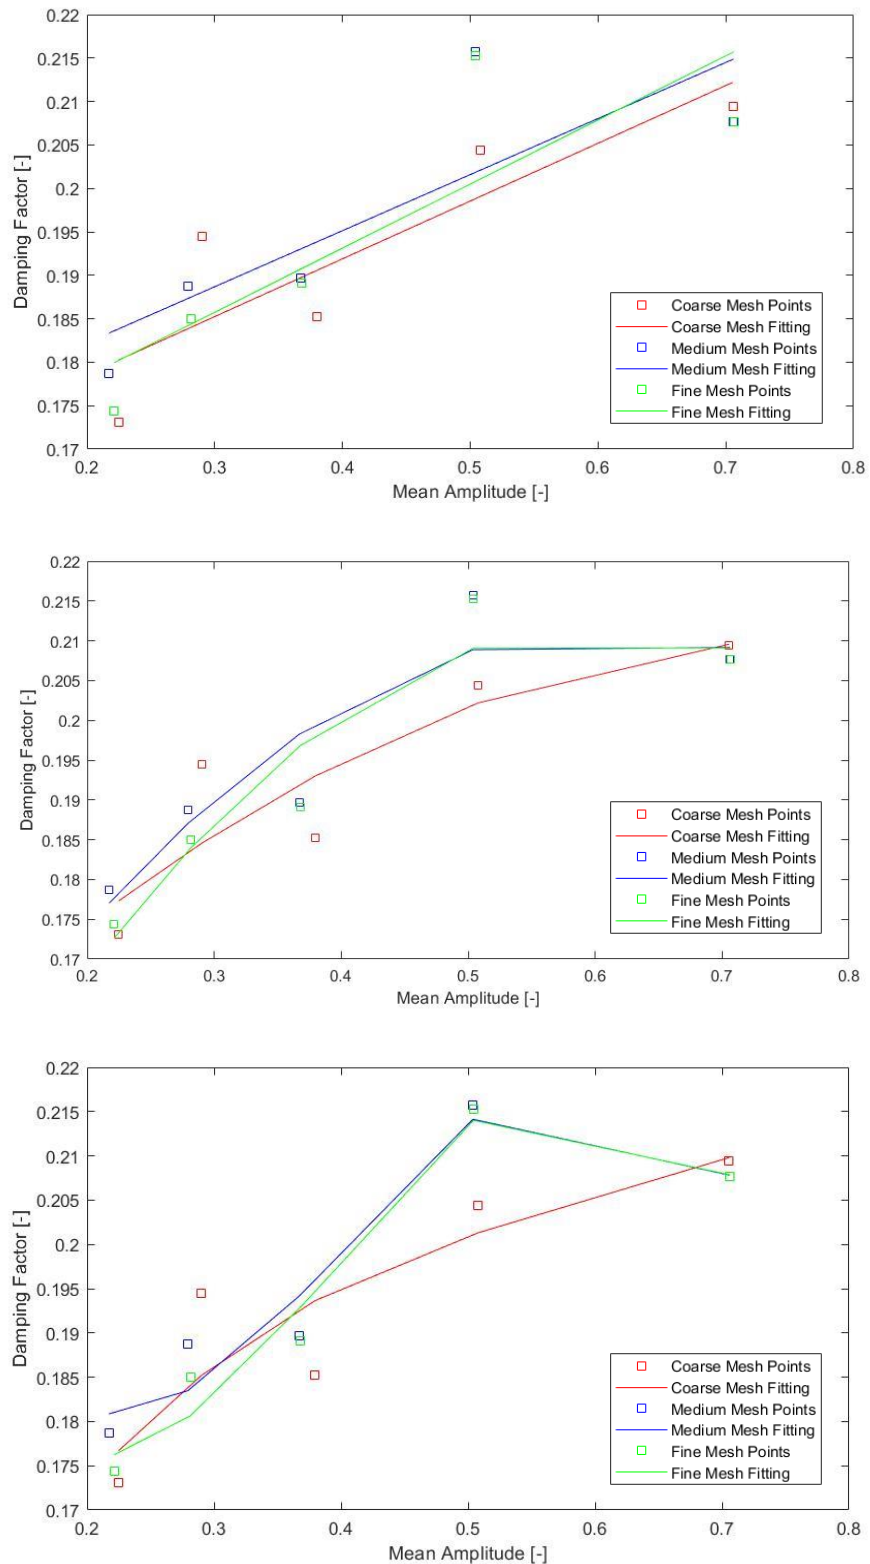 0.22
0.215
0.21
0.205
0.2
0.195
0.19
0.185
0.18
0.175
0.17
Damping Factor [-]
Coarse Mesh Points
Coarse Mesh Fitting
Medium Mesh Points
Medium Mesh Fitting
Fine Mesh Points
Fine Mesh Fitting
0.2 0.3 0.4 0.5 0.6 0.7 0.8
Mean Amplitude [-]
0.22
0.215
0.21
0.205
0.2
0.195
0.19
0.185
0.18
0.175
0.17
Damping Factor [-]
Coarse Mesh Points
Coarse Mesh Fitting
Medium Mesh Points
Medium Mesh Fitting
Fine Mesh Points
Fine Mesh Fitting
0.2 0.3 0.4 0.5 0.6 0.7 0.8
Mean Amplitude [-]
0.22
0.215
0.21
0.205
0.2
0.195
0.19
0.185
0.18
0.175
0.17
Damping Factor [-]
Coarse Mesh Points
Coarse Mesh Fitting
Medium Mesh Points
Medium Mesh Fitting
Fine Mesh Points
Fine Mesh Fitting
0.2 0.3 0.4 0.5 0.6 0.7 0.8
Mean Amplitude [-]